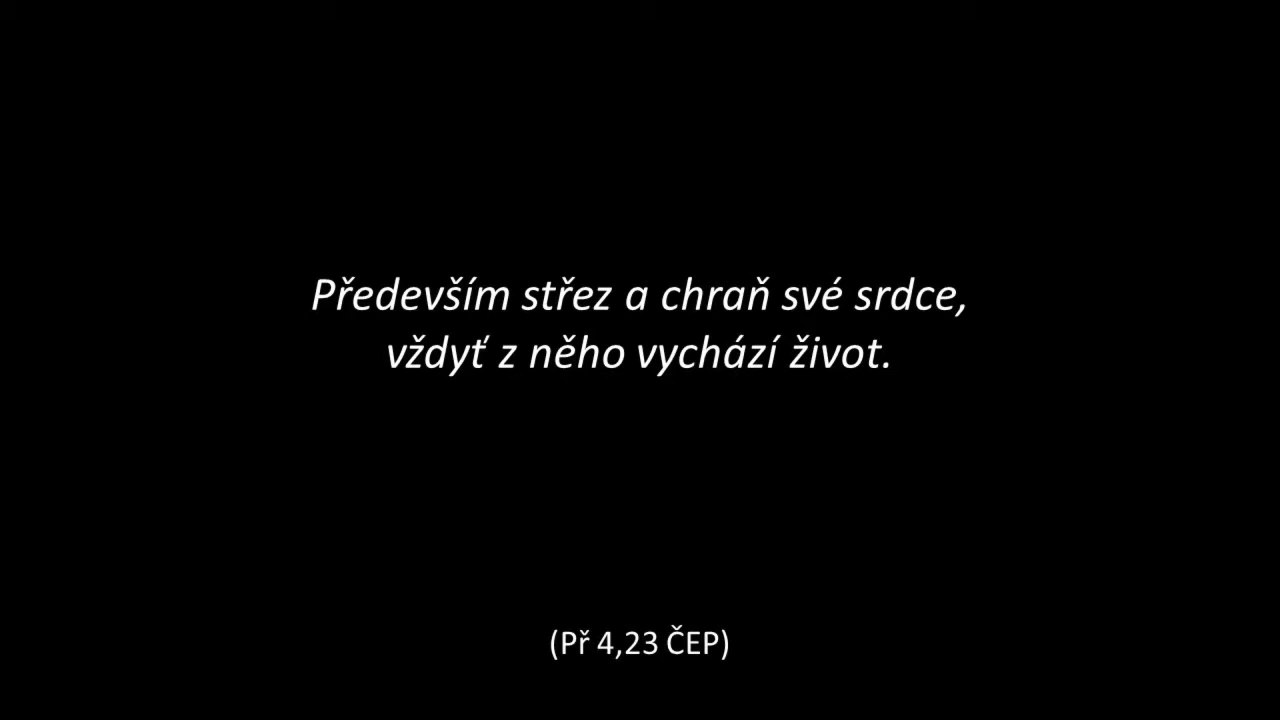 Především střez a chraň své srdce,
vždyť z něho vychází život.
(Př 4,23 ČEP)